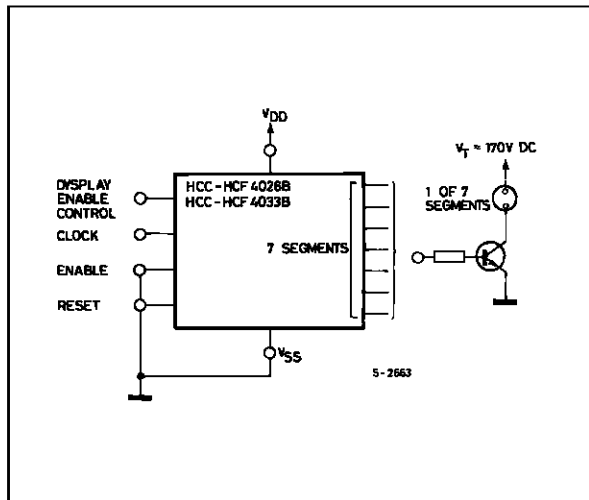 VDD
VT = 170V DC
DYSPLAY
ENABLE
CONTROL
CLOCK
ENABLE
RESET
HCC-HCF 4026B
HCC-HCF 4033B
7 SEGMENTS
1 OF 7
SEGMENTS
VSS
S-2663